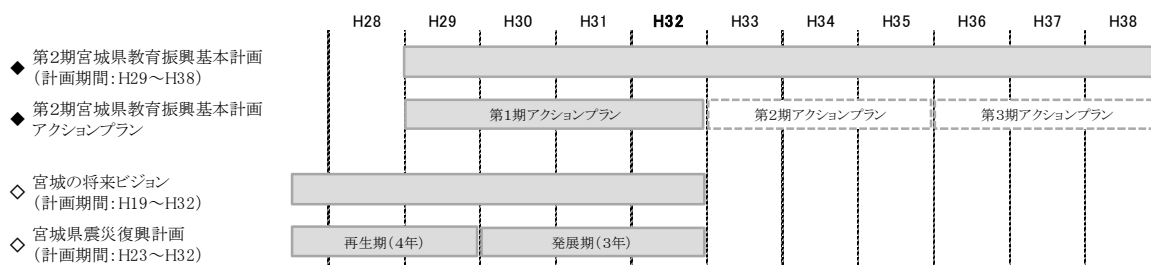 H28 H29 H30 H31 H32 H33 H34 H35 H36 H37 H38
◆ 第2期宮城県教育振興基本計画
(計画期間:H29～H38)
◆ 第2期宮城県教育振興基本計画
アクションプラン
第1期アクションプラン 第2期アクションプラン 第3期アクションプラン
◇ 宮城の将来ビジョン
(計画期間:H19～H32)
◇ 宮城県震災復興計画
(計画期間:H23～H32)
再生期(4年) 発展期(3年)